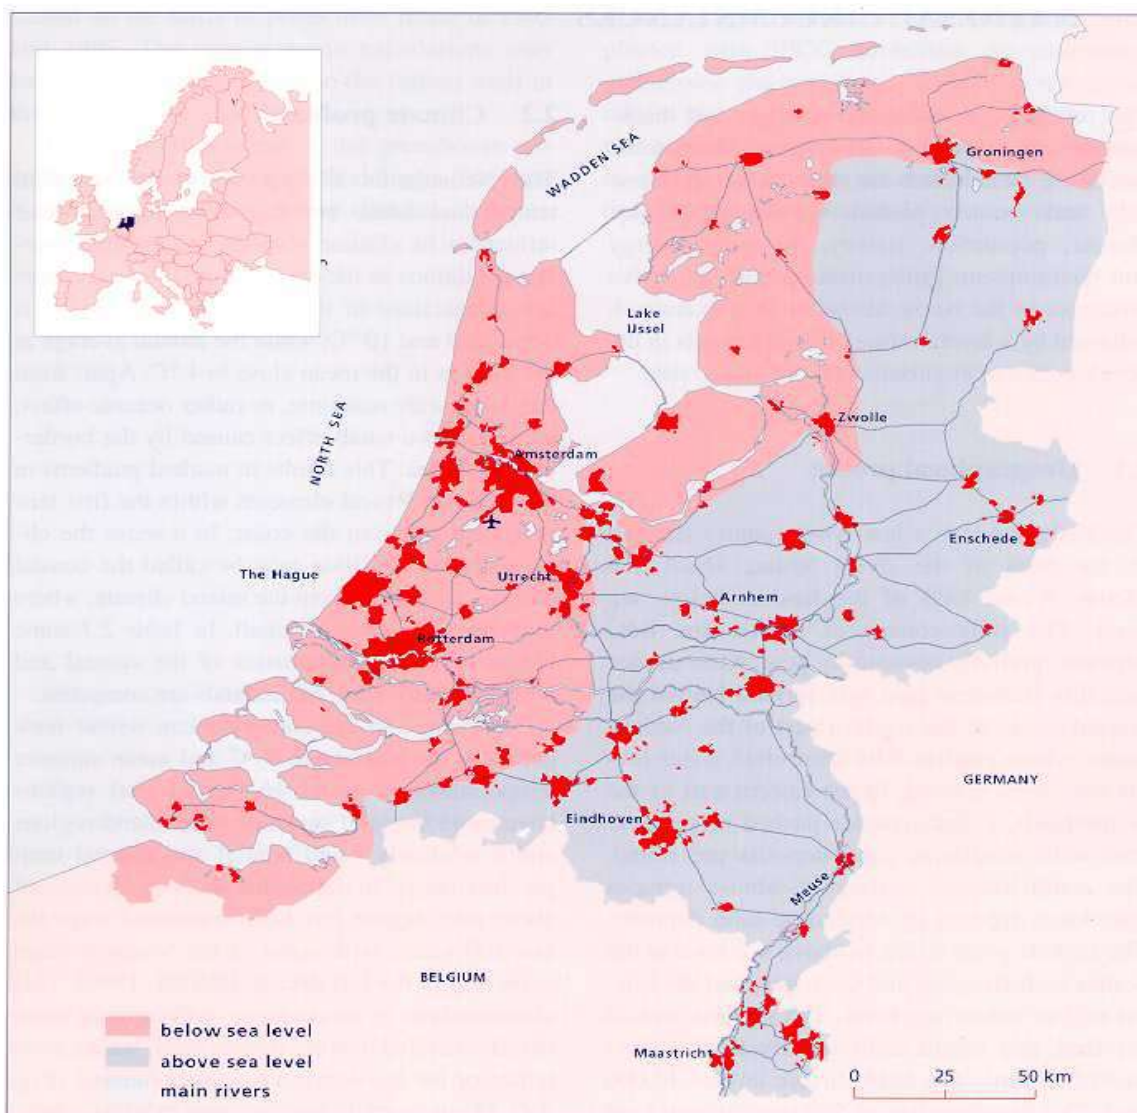 WADDEN SEA
Groningen
Lake
IJssel
NORTH SEA
Zwolle
Amsterdam
Enschede
The Hague
Utrecht
Arnhem
Rotterdam
GERMANY
Eindhoven
Meuse
BELGIUM
below sea level
above sea level
main rivers
Maastricht
0 25 50 km